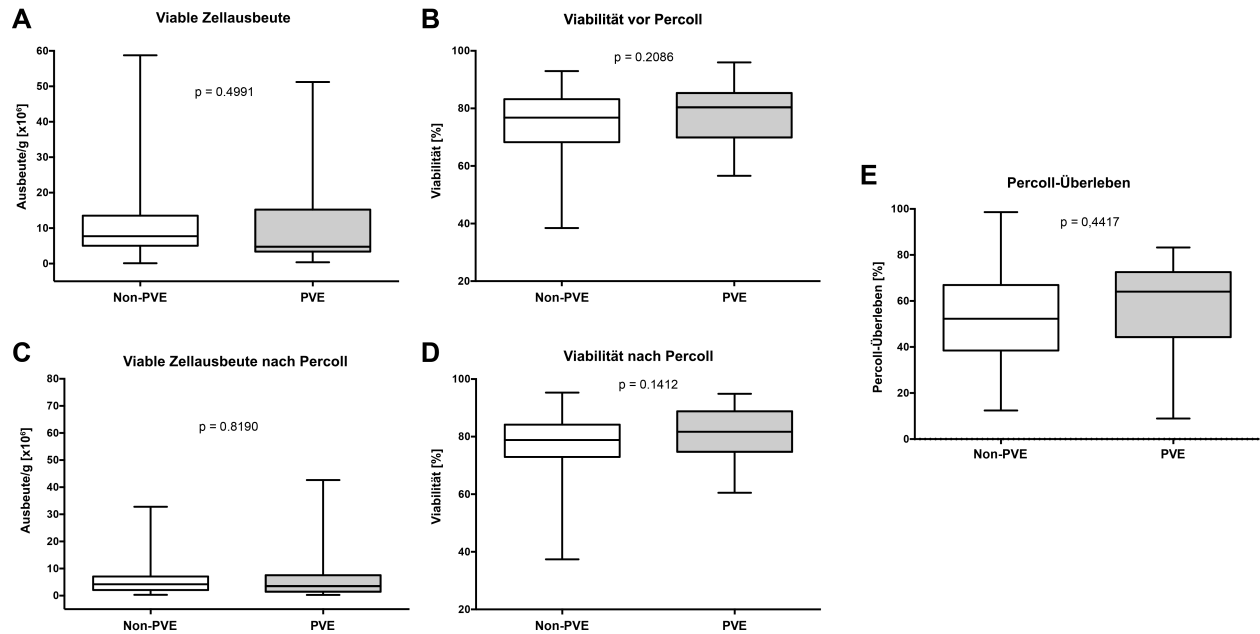 A
Viable Zellausbeute
Ausbeute/g [x10⁶]
60
50
40
30
20
10
0
p = 0.4991
Non-PVE
PVE
B
Viabilität vor Percoll
Viabilität [%]
100
80
60
40
20
p = 0.2086
Non-PVE
PVE
C
Viable Zellausbeute nach Percoll
Ausbeute/g [x10⁶]
80
70
60
50
40
30
20
10
0
p = 0.8190
Non-PVE
PVE
D
Viabilität nach Percoll
Viabilität [%]
100
80
60
40
20
p = 0.1412
Non-PVE
PVE
E
Percoll-Überleben
Percoll-Überleben [%]
100
80
60
40
20
0
p = 0,4417
Non-PVE
PVE